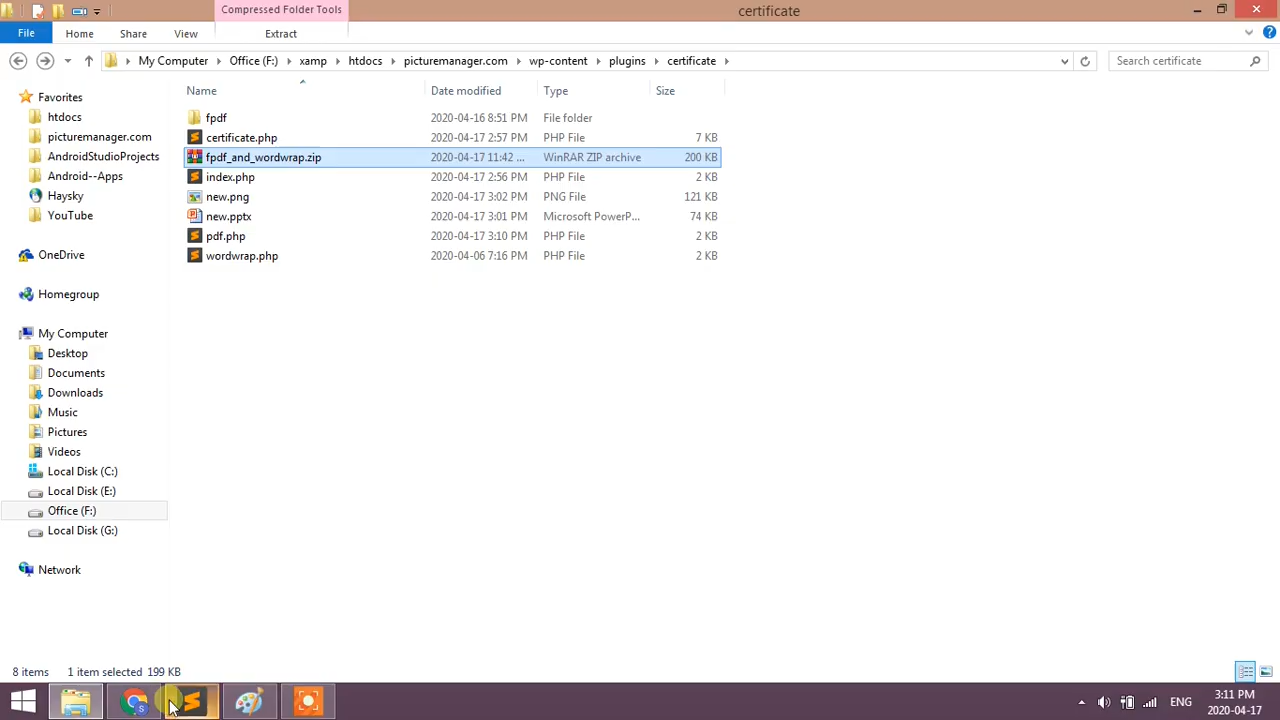 Compressed Folder Tools
certificate
File
Home
Share
View
Extract
My Computer
Office (F:)
xamp
htdocs
picturemanager.com
wp-content
plugins
certificate
Search certificate
Name
Date modified
Type
Size
fpdf
2020-04-16 8:51 PM
File folder
certificate.php
2020-04-17 2:57 PM
PHP File
7 KB
fpdf_and_wordwrap.zip
2020-04-17 11:42 ...
WinRAR ZIP archive
200 KB
index.php
2020-04-17 2:56 PM
PHP File
2 KB
new.png
2020-04-17 3:02 PM
PNG File
121 KB
new.pptx
2020-04-17 3:01 PM
Microsoft PowerP...
74 KB
pdf.php
2020-04-17 3:10 PM
PHP File
2 KB
wordwrap.php
2020-04-06 7:16 PM
PHP File
2 KB
Favorites
htdocs
picturemanager.com
AndroidStudioProjects
Android--Apps
Haysky
YouTube
OneDrive
Homegroup
My Computer
Desktop
Documents
Downloads
Music
Pictures
Videos
Local Disk (C:)
Local Disk (E:)
Office (F:)
Local Disk (G:)
Network
8 items
1 item selected 199 KB
ENG
3:11 PM
2020-04-17